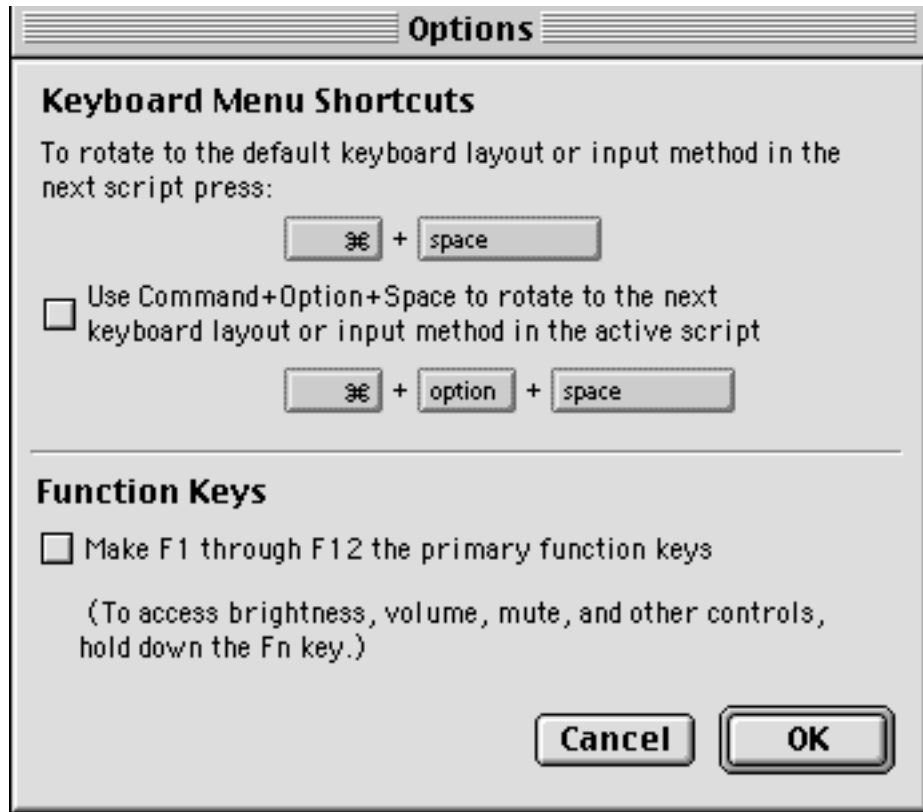 Options
Keyboard Menu Shortcuts
To rotate to the default keyboard layout or input method in the
next script press:
⌘ + space
Use Command+Option+Space to rotate to the next
keyboard layout or input method in the active script
⌘ + option + space
Function Keys
Make F1 through F12 the primary function keys
(To access brightness, volume, mute, and other controls,
hold down the Fn key.)
Cancel OK